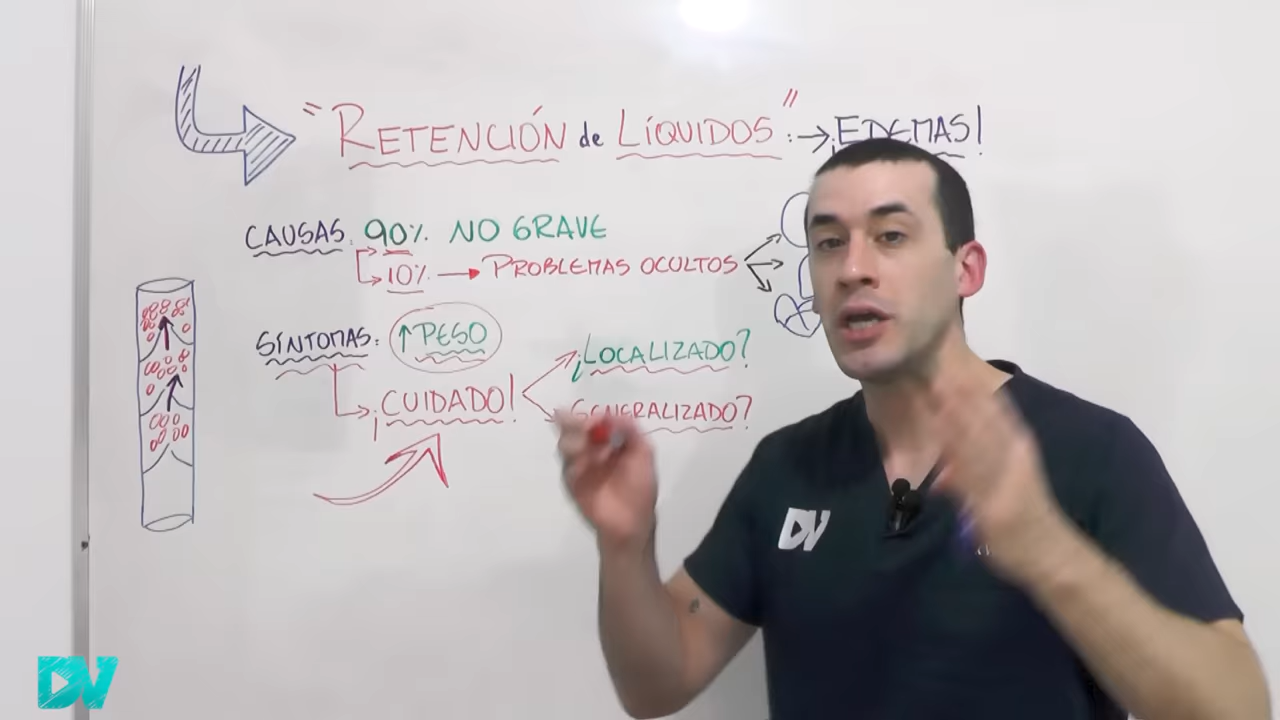 "RETENCIÓN de LÍQUIDOS": → ¡EDEMAS!
CAUSAS: 90% NO GRAVE
10% → PROBLEMAS OCULTOS
SÍNTOMAS: ↑PESO
¿LOCALIZADO?
¡CUIDADO!
GENERALIZADO?
DV
DV